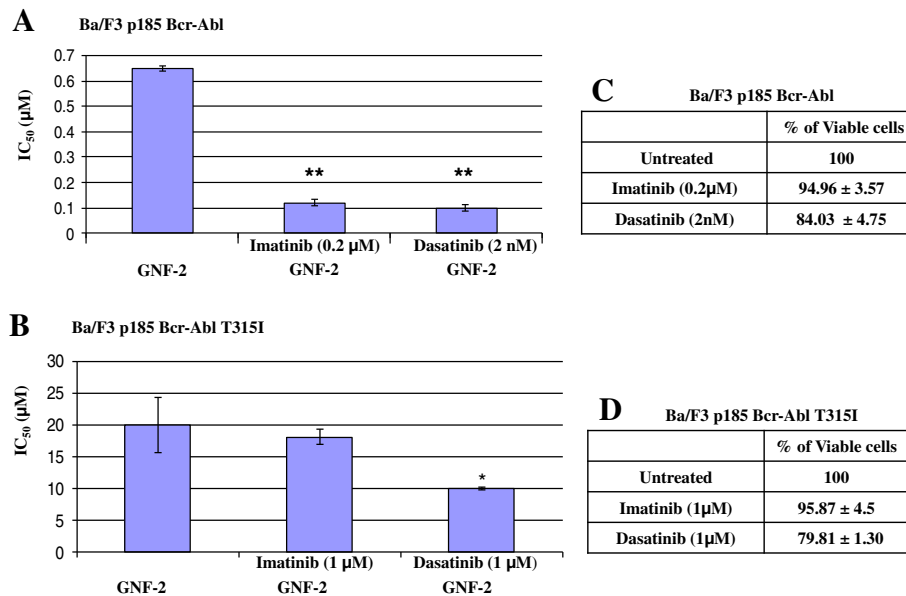 A
Ba/F3 p185 Bcr-Abl
IC50 (µM)
0.7
0.6
0.5
0.4
0.3
0.2
0.1
0
**
**
Imatinib (0.2 µM)
Dasatinib (2 nM)
GNF-2
GNF-2
GNF-2
C
Ba/F3 p185 Bcr-Abl
% of Viable cells
Untreated
100
Imatinib (0.2µM)
94.96 ± 3.57
Dasatinib (2nM)
84.03 ± 4.75
B
Ba/F3 p185 Bcr-Abl T315I
IC50 (µM)
30
25
20
15
10
5
0
*
Imatinib (1 µM)
Dasatinib (1 µM)
GNF-2
GNF-2
GNF-2
D
Ba/F3 p185 Bcr-Abl T315I
% of Viable cells
Untreated
100
Imatinib (1µM)
95.87 ± 4.5
Dasatinib (1µM)
79.81 ± 1.30